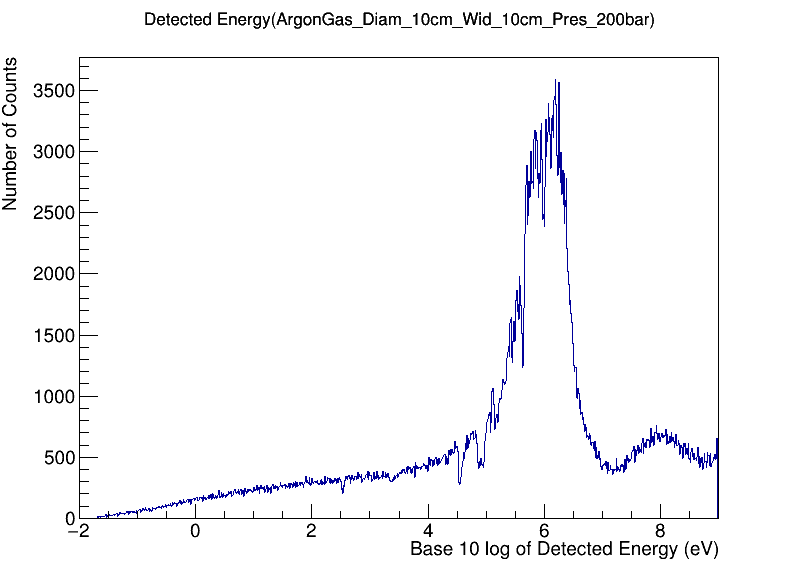 Detected Energy(ArgonGas_Diam_10cm_Wid_10cm_Pres_200bar)
Number of Counts
3500
3000
2500
2000
1500
1000
500
0
−2 0 2 4 6 8
Base 10 log of Detected Energy (eV)